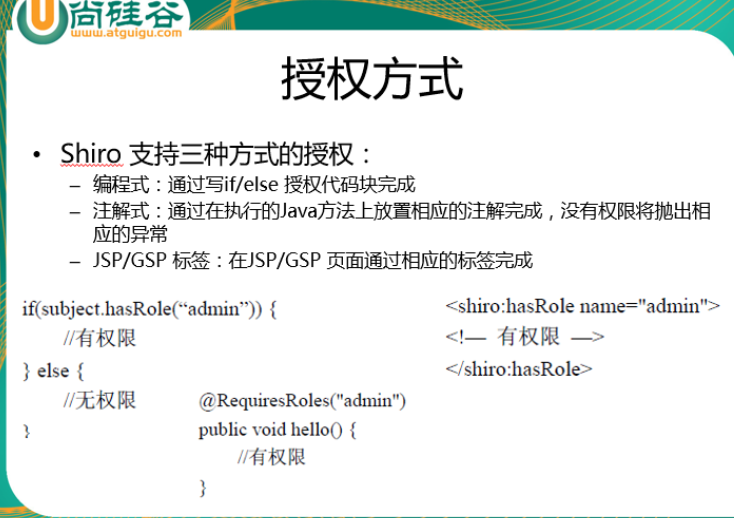 尚硅谷
www.atguigu.com
授权方式
• Shiro 支持三种方式的授权：
– 编程式：通过写if/else 授权代码块完成
– 注解式：通过在执行的Java方法上放置相应的注解完成，没有权限将抛出相
应的异常
– JSP/GSP 标签：在JSP/GSP 页面通过相应的标签完成
if(subject.hasRole(“admin”)) {
//有权限
} else {
//无权限
}
@RequiresRoles("admin")
public void hello() {
//有权限
}
<shiro:hasRole name="admin">
<!— 有权限 —>
</shiro:hasRole>